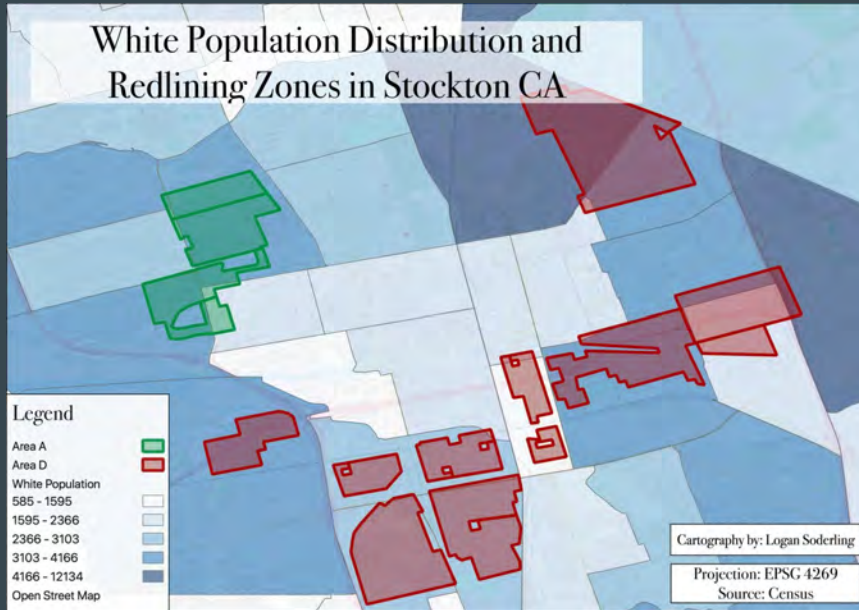 White Population Distribution and
Redlining Zones in Stockton CA
Legend
Area A
Area D
White Population
585 - 1595
1595 - 2366
2366 - 3103
3103 - 4166
4166 - 12134
Open Street Map
Cartography by: Logan Soderling
Projection: EPSG 4269
Source: Census